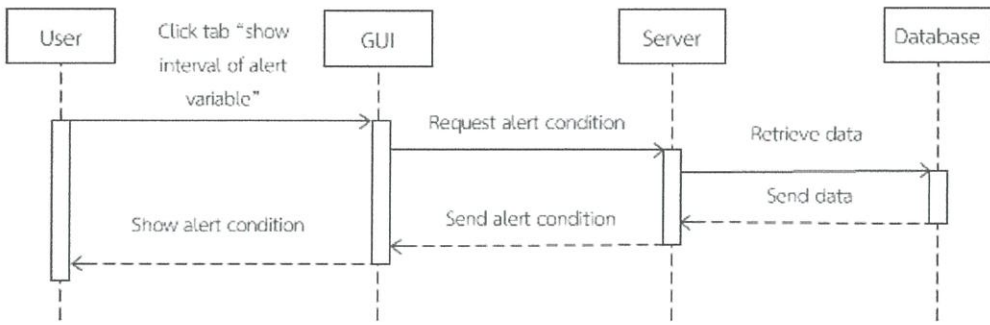 User
Click tab “show
interval of alert
variable”
GUI
Server
Database
Request alert condition
Retrieve data
Send data
Show alert condition
Send alert condition